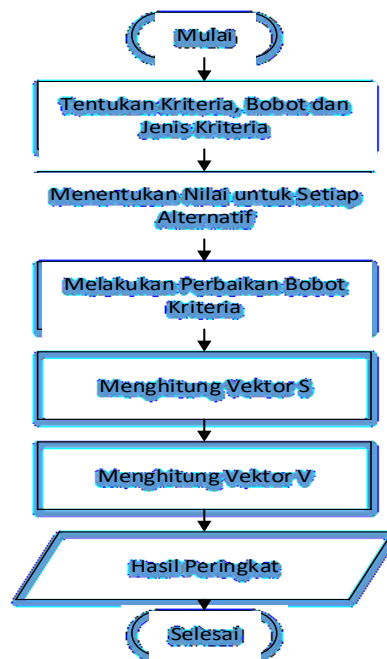 Mulai
Tentukan Kriteria, Bobot dan
Jenis Kriteria
Menentukan Nilai untuk Setiap
Alternatif
Melakukan Perbaikan Bobot
Kriteria
Menghitung Vektor S
Menghitung Vektor V
Hasil Peringkat
Selesai